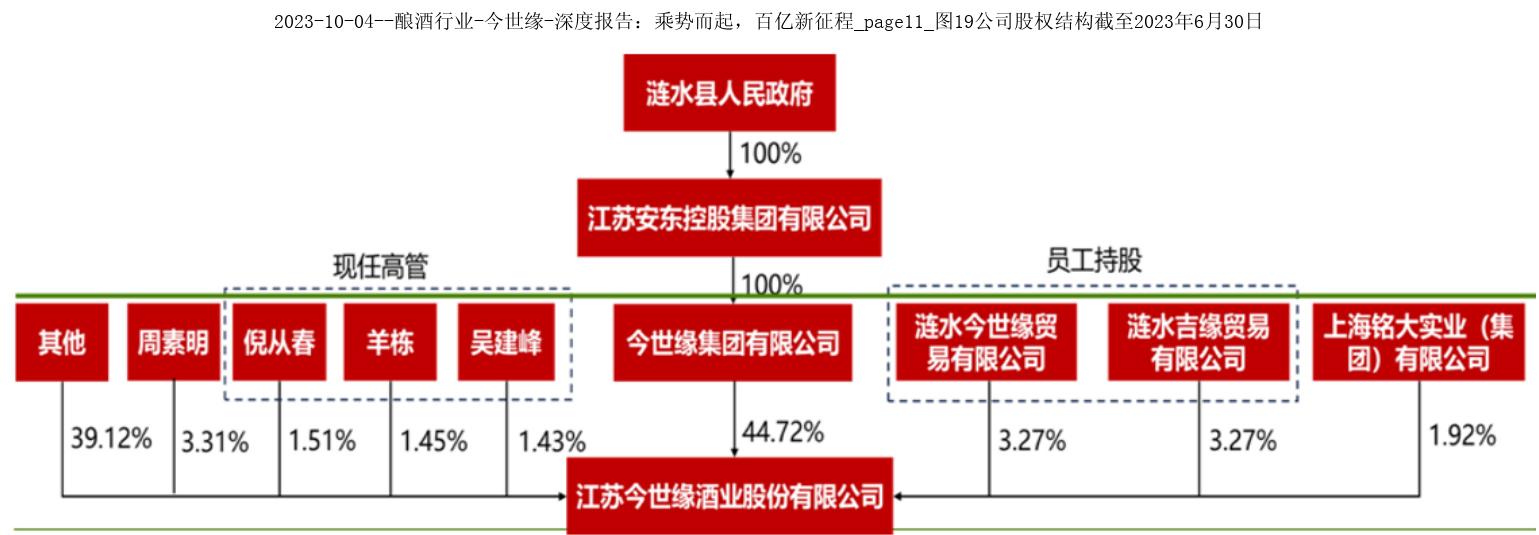 2023-10-04--酿酒行业-今世缘-深度报告：乘势而起，百亿新征程_page11_图19公司股权结构截至2023年6月30日
涟水县人民政府
100%
江苏安东控股集团有限公司
100%
现任高管
员工持股
其他
周素明
倪从春
羊栋
吴建峰
今世缘集团有限公司
涟水今世缘贸
易有限公司
涟水吉缘贸易
有限公司
上海铭大实业（集
团）有限公司
39.12%
3.31%
1.51%
1.45%
1.43%
44.72%
3.27%
3.27%
1.92%
江苏今世缘酒业股份有限公司